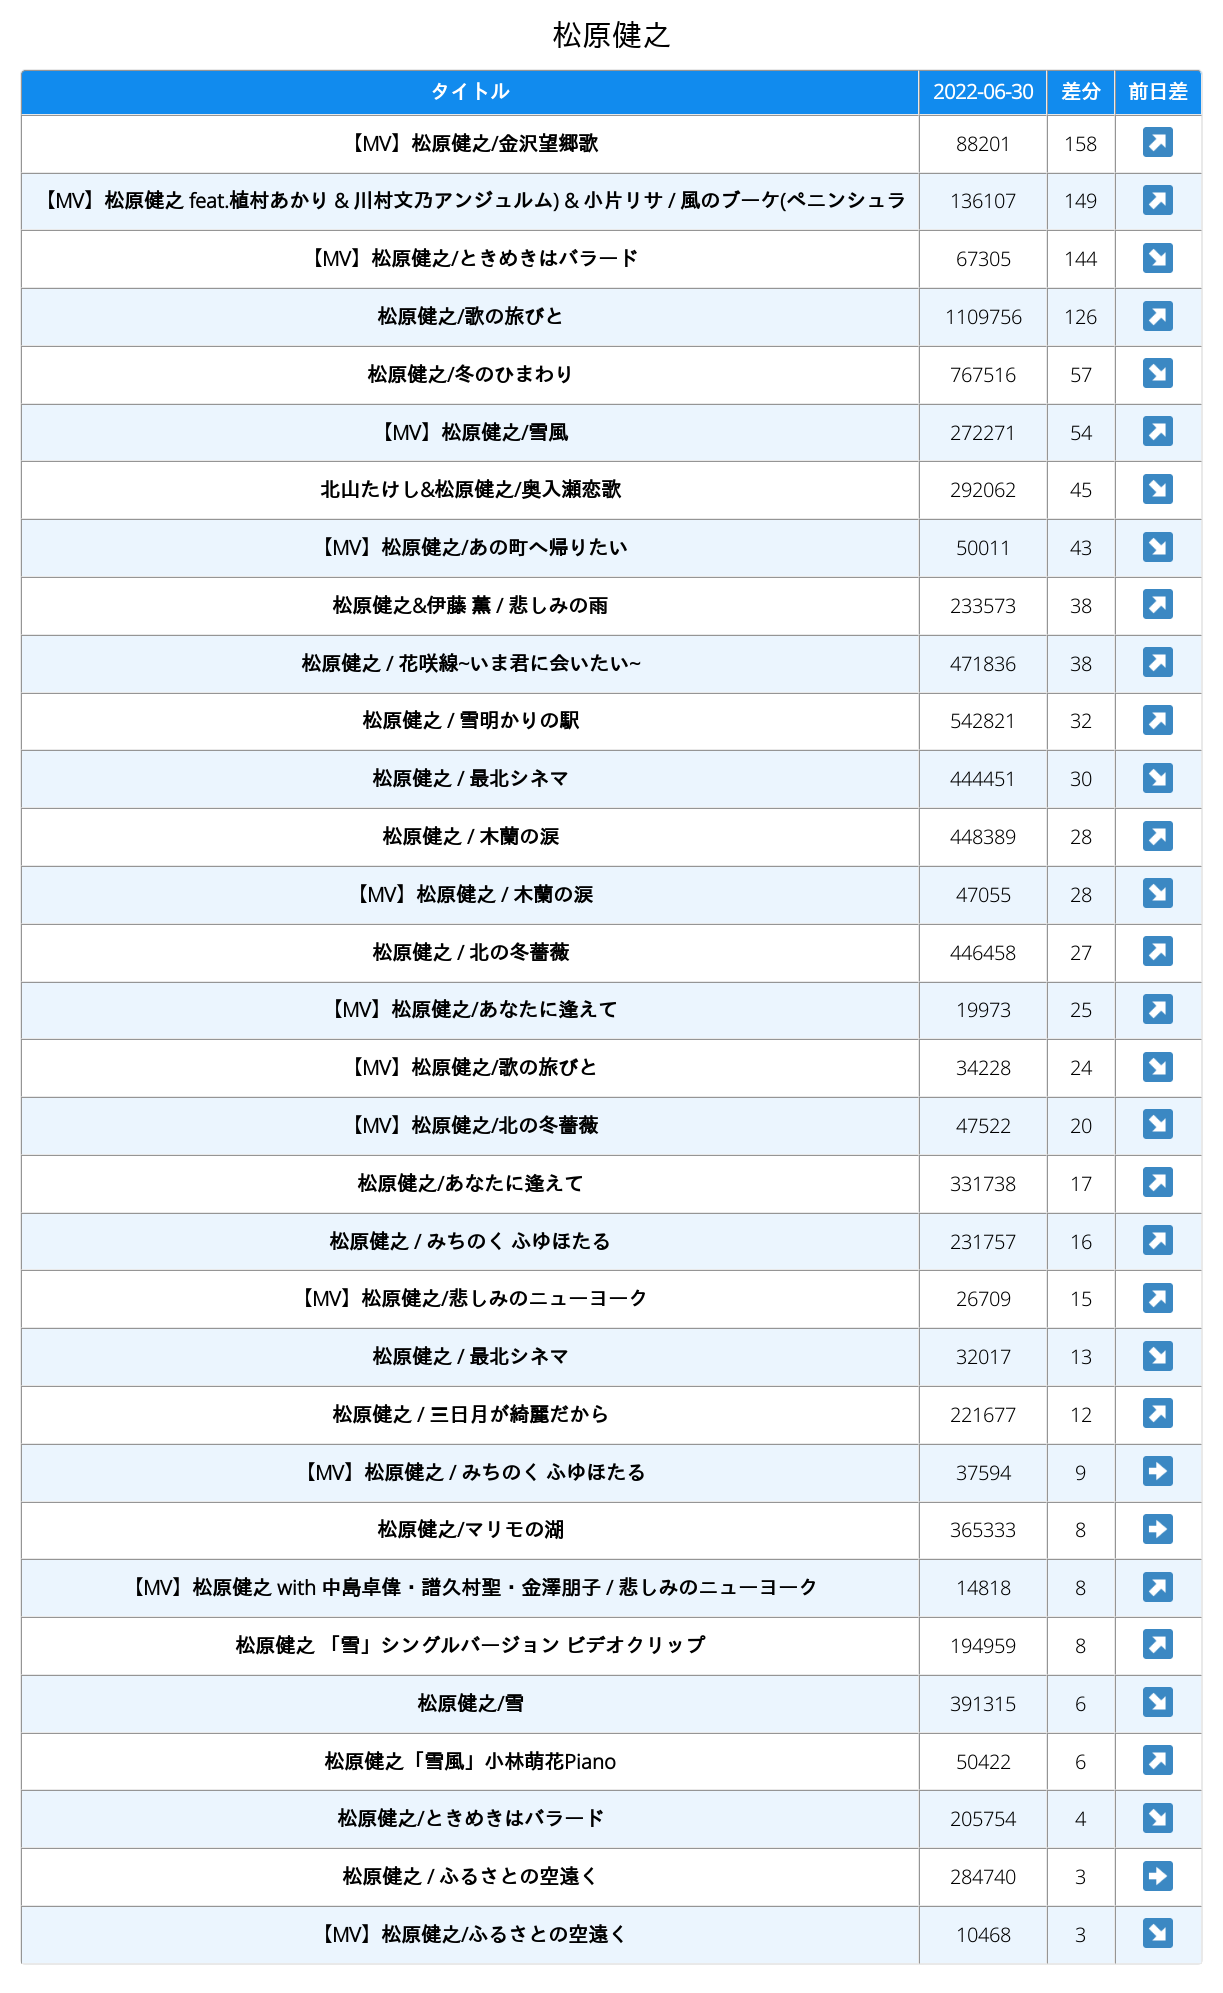 松原健之
タイトル 2022-06-30 差分 前日差
【MV】松原健之/金沢望郷歌 88201 158 ↗
【MV】松原健之 feat.植村あかり & 川村文乃アンジュルム) & 小片リサ / 風のブーケ(ペニンシュラ 136107 149 ↗
【MV】松原健之/ときめきはバラード 67305 144 ↘
松原健之/歌の旅びと 1109756 126 ↗
松原健之/冬のひまわり 767516 57 ↘
【MV】松原健之/雪風 272271 54 ↗
北山たけし&松原健之/奥入瀬恋歌 292062 45 ↘
【MV】松原健之/あの町へ帰りたい 50011 43 ↘
松原健之&伊藤 薫 / 悲しみの雨 233573 38 ↗
松原健之 / 花咲線~いま君に会いたい~ 471836 38 ↗
松原健之 / 雪明かりの駅 542821 32 ↗
松原健之 / 最北シネマ 444451 30 ↘
松原健之 / 木蘭の涙 448389 28 ↗
【MV】松原健之 / 木蘭の涙 47055 28 ↘
松原健之 / 北の冬薔薇 446458 27 ↗
【MV】松原健之/あなたに逢えて 19973 25 ↗
【MV】松原健之/歌の旅びと 34228 24 ↘
【MV】松原健之/北の冬薔薇 47522 20 ↘
松原健之/あなたに逢えて 331738 17 ↗
松原健之 / みちのく ふゆほたる 231757 16 ↗
【MV】松原健之/悲しみのニューヨーク 26709 15 ↗
松原健之 / 最北シネマ 32017 13 ↘
松原健之 / 三日月が綺麗だから 221677 12 ↗
【MV】松原健之 / みちのく ふゆほたる 37594 9 ➡
松原健之/マリモの湖 365333 8 ➡
【MV】松原健之 with 中島卓偉・譜久村聖・金澤朋子 / 悲しみのニューヨーク 14818 8 ↗
松原健之 「雪」シングルバージョン ビデオクリップ 194959 8 ↗
松原健之/雪 391315 6 ↘
松原健之「雪風」小林萌花Piano 50422 6 ↗
松原健之/ときめきはバラード 205754 4 ↘
松原健之 / ふるさとの空遠く 284740 3 ➡
【MV】松原健之/ふるさとの空遠く 10468 3 ↘